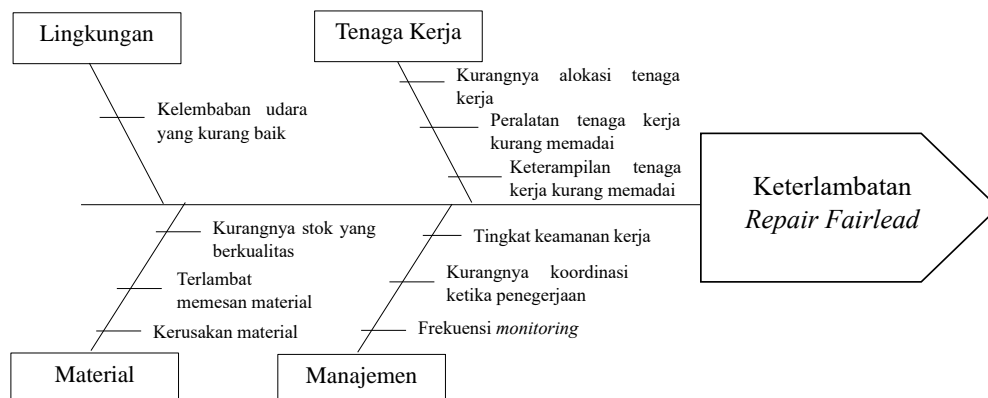 Lingkungan
Tenaga Kerja
Kurangnya alokasi tenaga
kerja
Kelembaban udara
yang kurang baik
Peralatan tenaga kerja
kurang memadai
Keterampilan tenaga
kerja kurang memadai
Keterlambatan
Repair Fairlead
Kurangnya stok yang
berkualitas
Terlambat
memesan material
Kerusakan material
Tingkat keamanan kerja
Kurangnya koordinasi
ketika penegerjaan
Frekuensi monitoring
Material
Manajemen